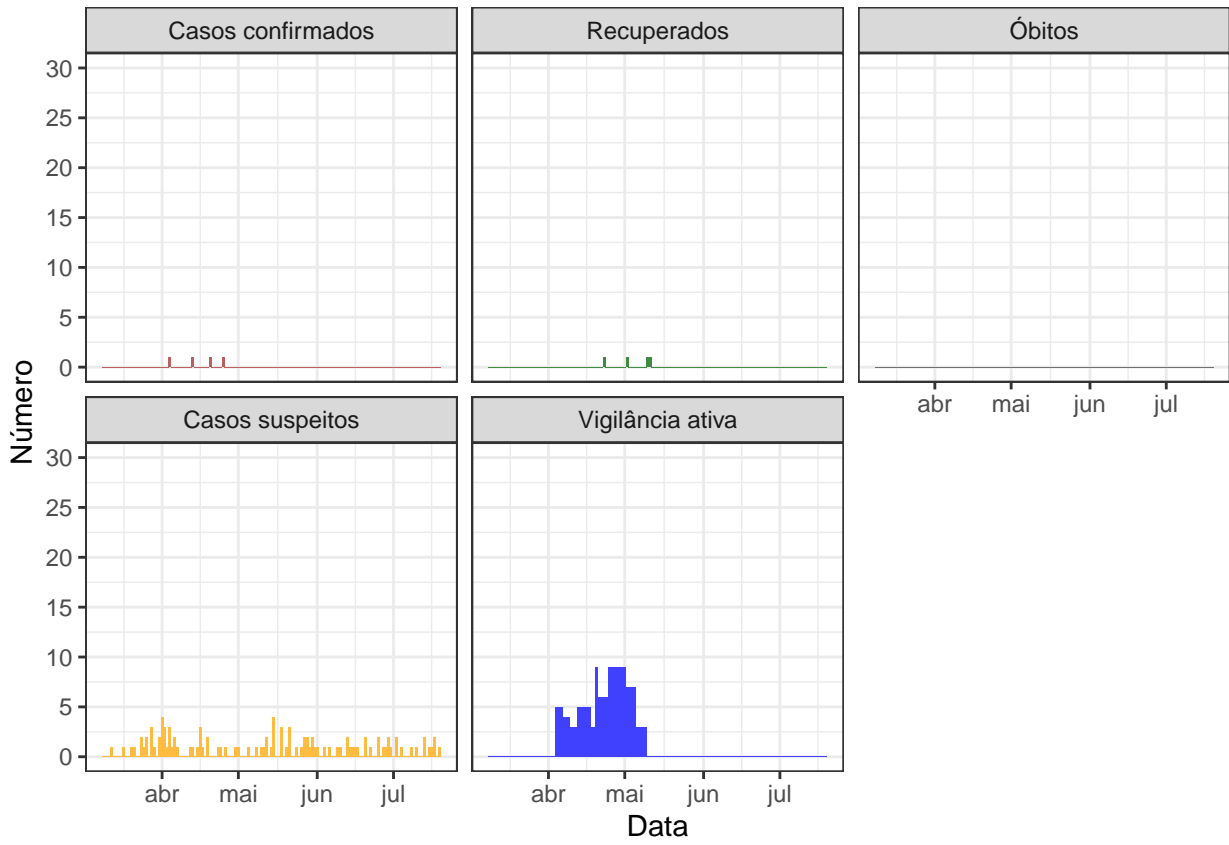 Casos confirmados
Recuperados
Óbitos
30
25
20
15
10
5
0
abr mai jun jul
Casos suspeitos
Vigilância ativa
30
25
20
15
10
5
0
abr mai jun jul
abr mai jun jul
Número
Data